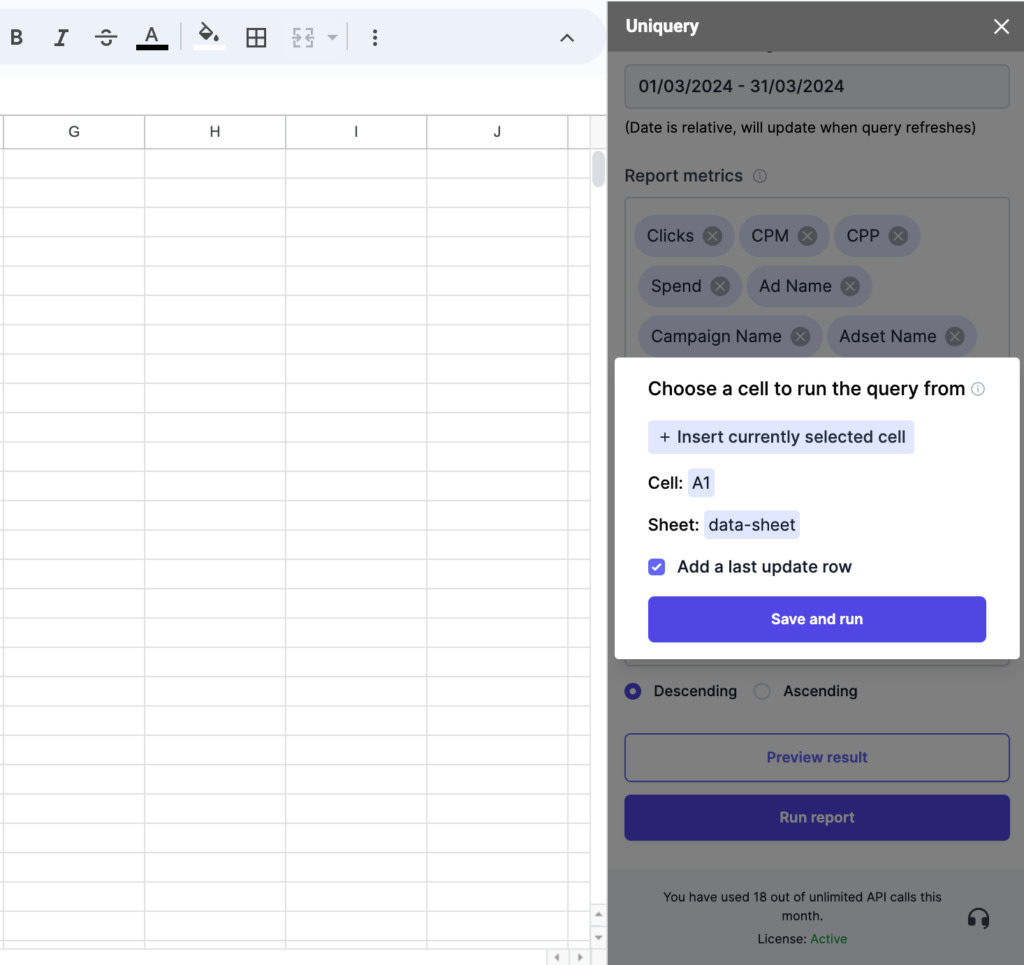 B I S A
Uniquery
01/03/2024 - 31/03/2024
(Date is relative, will update when query refreshes)
G H I J
Report metrics
Clicks CPM CPP
Spend Ad Name
Campaign Name Adset Name
Choose a cell to run the query from
+ Insert currently selected cell
Cell: A1
Sheet: data-sheet
Add a last update row
Save and run
Descending Ascending
Preview result
Run report
You have used 18 out of unlimited API calls this
month.
License: Active